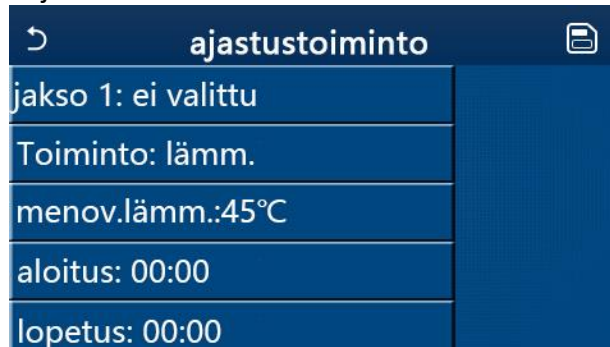 ajastustoiminto
jakso 1: ei valittu
Toiminto: lämm.
menov.lämm.:45℃
aloitus: 00:00
lopetus: 00:00